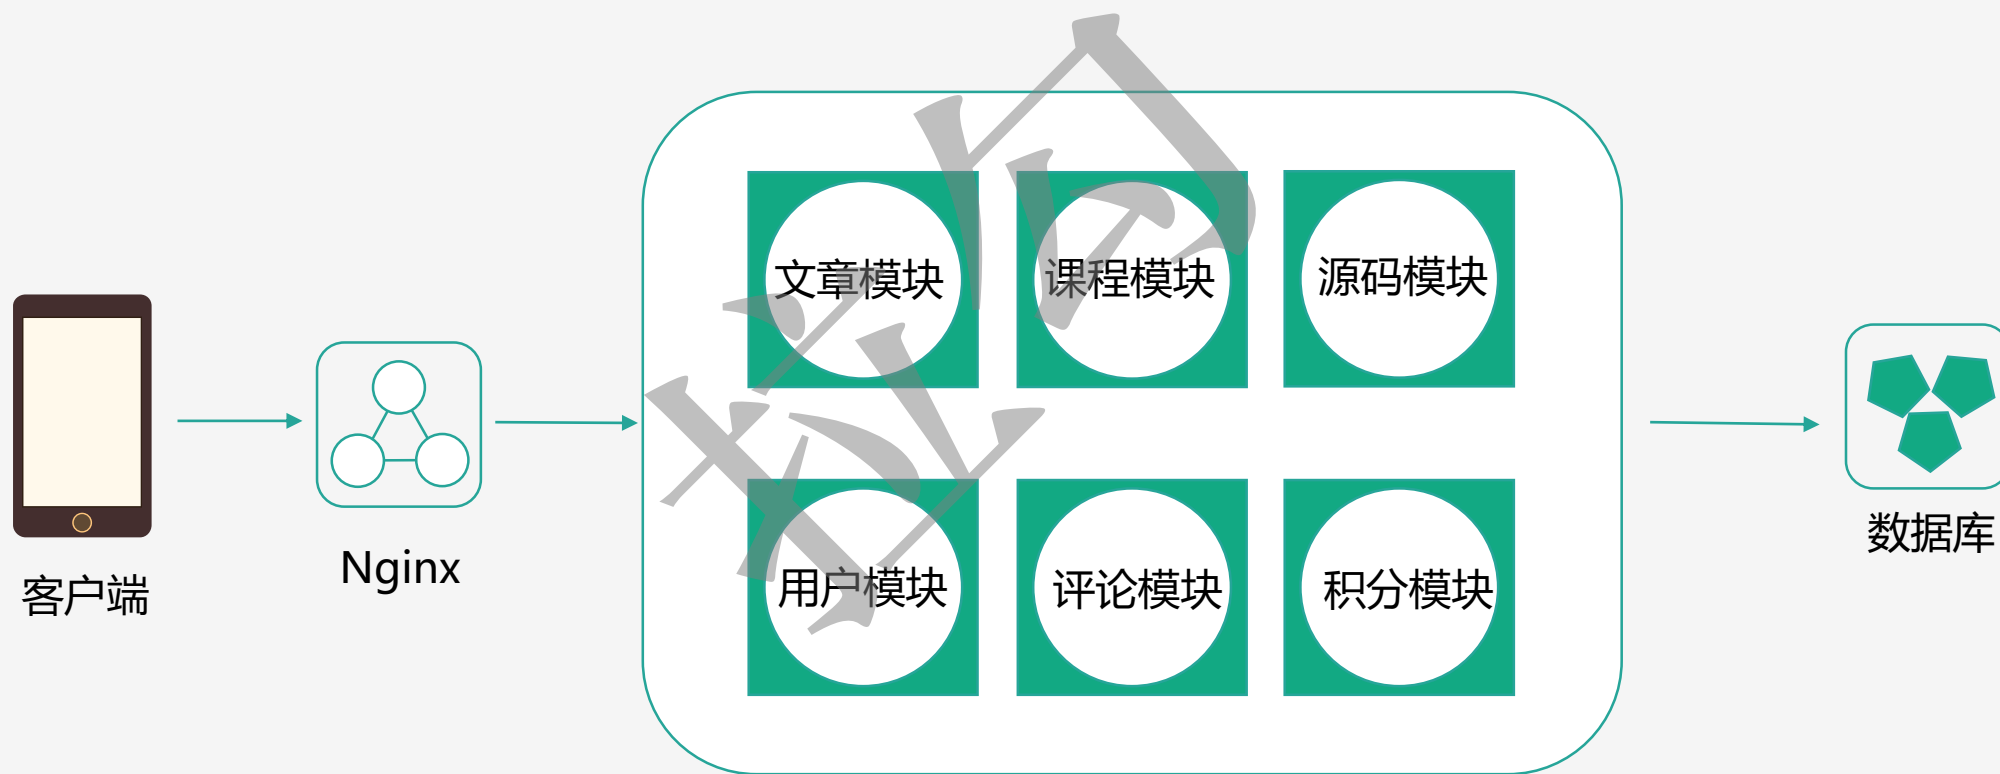 文章模块
课程模块
源码模块
用户模块
评论模块
积分模块
客户端
Nginx
数据库